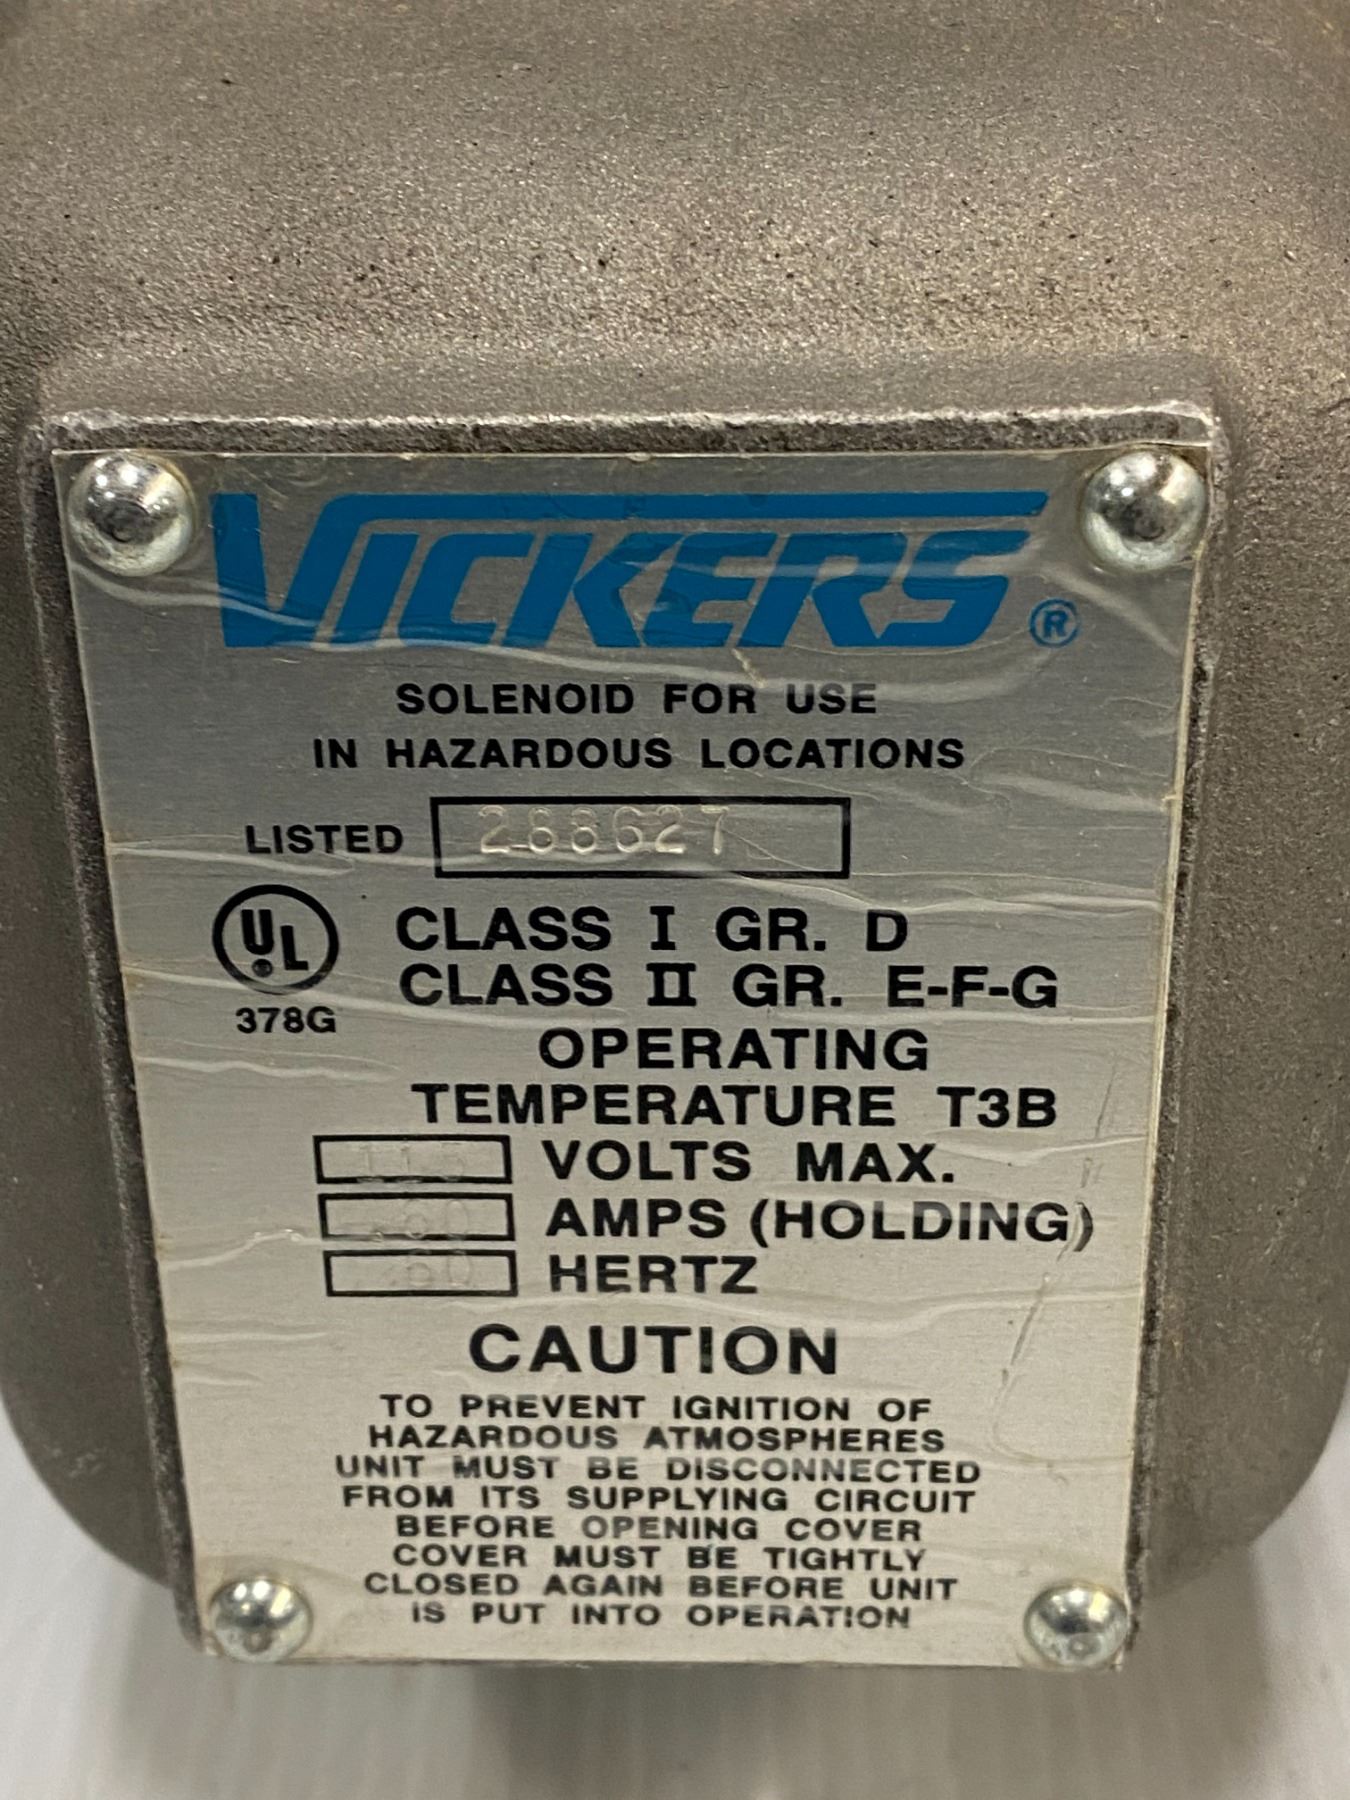 VICKERS ®
SOLENOID FOR USE
IN HAZARDOUS LOCATIONS
LISTED 288627
UL ® CLASS I GR. D
378G CLASS II GR. E-F-G
OPERATING
TEMPERATURE T3B
115 VOLTS MAX.
AMPS (HOLDING)
60 HERTZ
CAUTION
TO PREVENT IGNITION OF
HAZARDOUS ATMOSPHERES
UNIT MUST BE DISCONNECTED
FROM ITS SUPPLYING CIRCUIT
BEFORE OPENING COVER
COVER MUST BE TIGHTLY
CLOSED AGAIN BEFORE UNIT
IS PUT INTO OPERATION